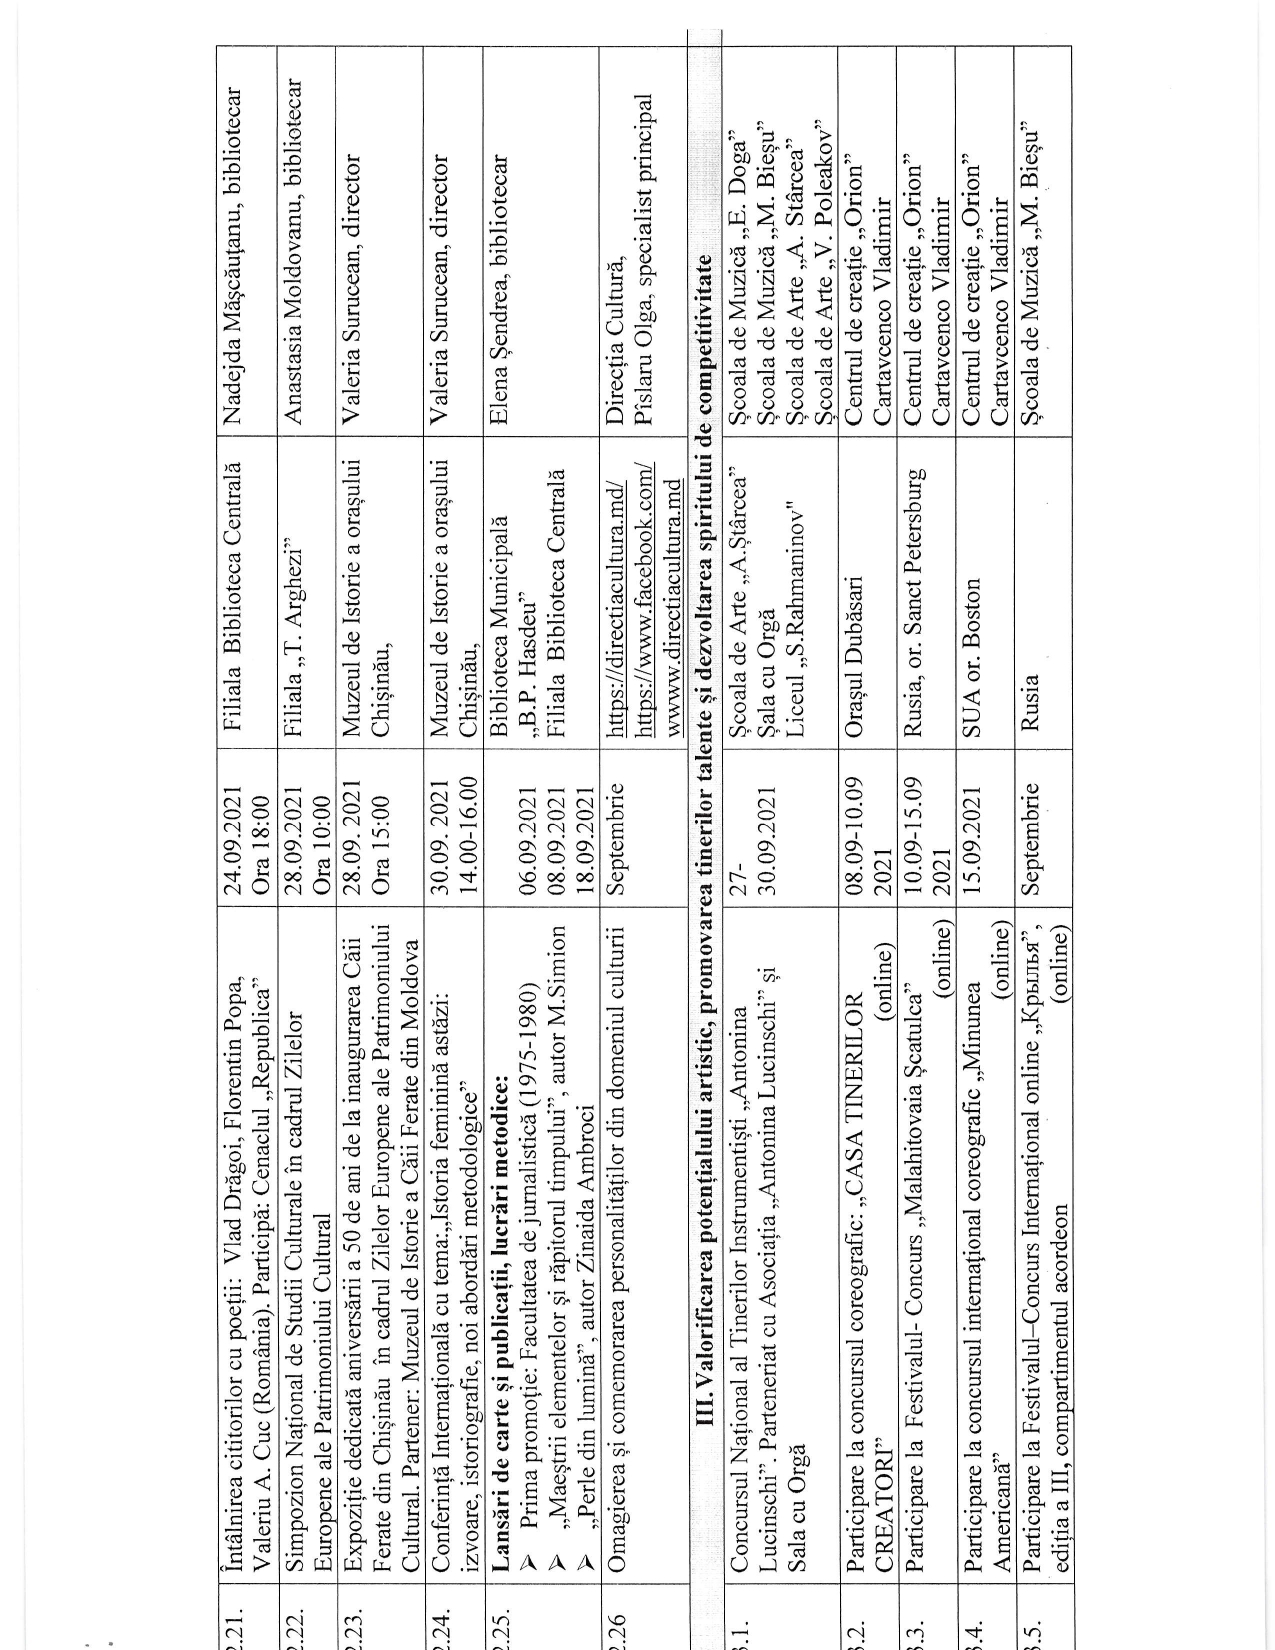 2.21. Întâlnirea cititorilor cu poeții:  Vlad Drăgoi, Florentin Popa, 24.09.2021 Filiala  Biblioteca Centrală Nadejda Mășcăuţanu, bibliotecar
Valeriu A. Cuc (România). Participă: Cenaclul „Republica” Ora 18:00
2.22. Simpozion Național de Studii Culturale în cadrul Zilelor 28.09.2021 Filiala „T. Arghezi” Anastasia Moldovanu, bibliotecar
Europene ale Patrimoniului Cultural Ora 10:00
2.23. Expoziție dedicată aniversării a 50 de ani de la inaugurarea Căii 28.09. 2021 Muzeul de Istorie a orașului Valeria Surucean, director
Ferate din Chișinău  în cadrul Zilelor Europene ale Patrimoniului Ora 15:00 Chișinău,
Cultural. Partener: Muzeul de Istorie a Căii Ferate din Moldova
2.24. Conferință Internațională cu tema:„Istoria feminină astăzi: 30.09. 2021 Muzeul de Istorie a orașului Valeria Surucean, director
izvoare, istoriografie, noi abordări metodologice” 14.00-16.00 Chișinău,
2.25. Lansări de carte și publicații, lucrări metodice: Biblioteca Municipală Elena Șendrea, bibliotecar
➢ Prima promoție: Facultatea de jurnalistică (1975-1980) 06.09.2021 „B.P. Hasdeu”
➢ „Maeştrii elementelor şi răpitorul timpului”, autor M.Simion 08.09.2021 Filiala  Biblioteca Centrală
➢ „Perle din lumină”, autor Zinaida Ambroci 18.09.2021
2.26 Omagierea și comemorarea personalităților din domeniul culturii Septembrie https://directiacultura.md/ Direcția Cultură,
https://www.facebook.com/ Pîslaru Olga, specialist principal
wwww.directiacultura.md
III. Valorificarea potențialului artistic, promovarea tinerilor talente și dezvoltarea spiritului de competitivitate
3.1. Concursul Național al Tinerilor Instrumentiști „Antonina 27- Școala de Arte „A.Stârcea” Școala de Muzică „E. Doga”
Lucinschi”. Parteneriat cu Asociația „Antonina Lucinschi” și 30.09.2021 Sala cu Orgă Școala de Muzică „M. Bieșu”
Sala cu Orgă Liceul „S.Rahmaninov" Școala de Arte „A. Stârcea”
Școala de Arte „V. Poleakov”
3.2. Participare la concursul coreografic: „CASA TINERILOR 08.09-10.09 Orașul Dubăsari Centrul de creație „Orion”
CREATORI” (online) 2021 Cartavcenco Vladimir
3.3. Participare la  Festivalul- Concurs „Malahitovaia Șcatulca” 10.09-15.09 Rusia, or. Sanct Petersburg Centrul de creație „Orion”
(online) 2021 Cartavcenco Vladimir
3.4. Participare la concursul internaţional coreografic „Minunea 15.09.2021 SUA or. Boston Centrul de creație „Orion”
Americană” (online) Cartavcenco Vladimir
3.5. Participare la Festivalul–Concurs Internațional online „Крылья”, Septembrie Rusia Școala de Muzică „M. Bieșu”
ediția a III, compartimentul acordeon (online)